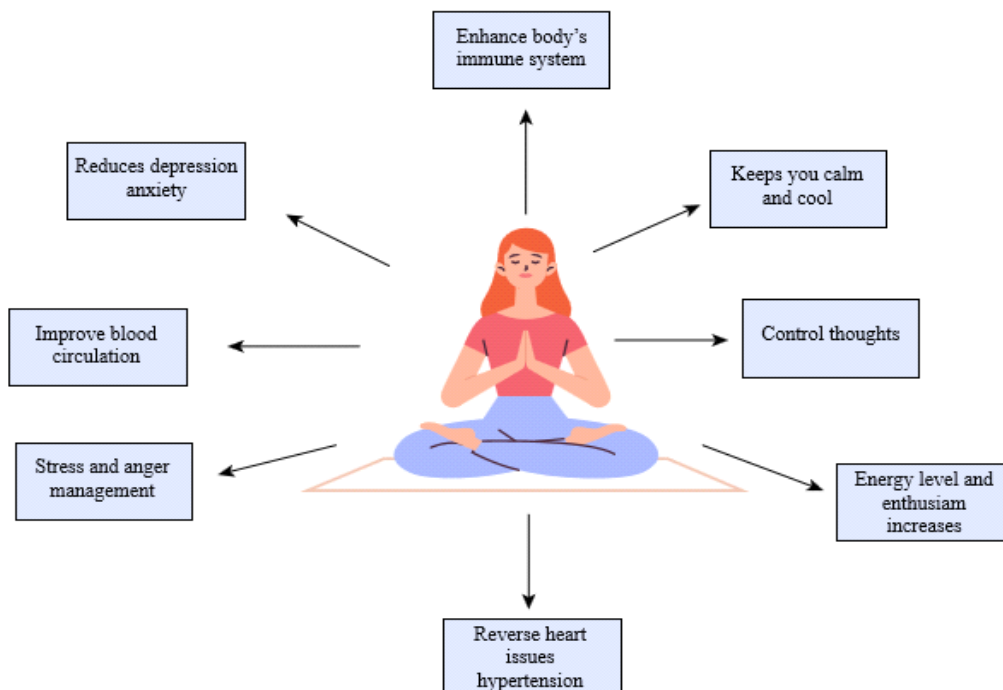 Enhance body’s
immune system
Reduces depression
anxiety
Keeps you calm
and cool
Improve blood
circulation
Control thoughts
Stress and anger
management
Energy level and
enthusiam
increases
Reverse heart
issues
hypertension